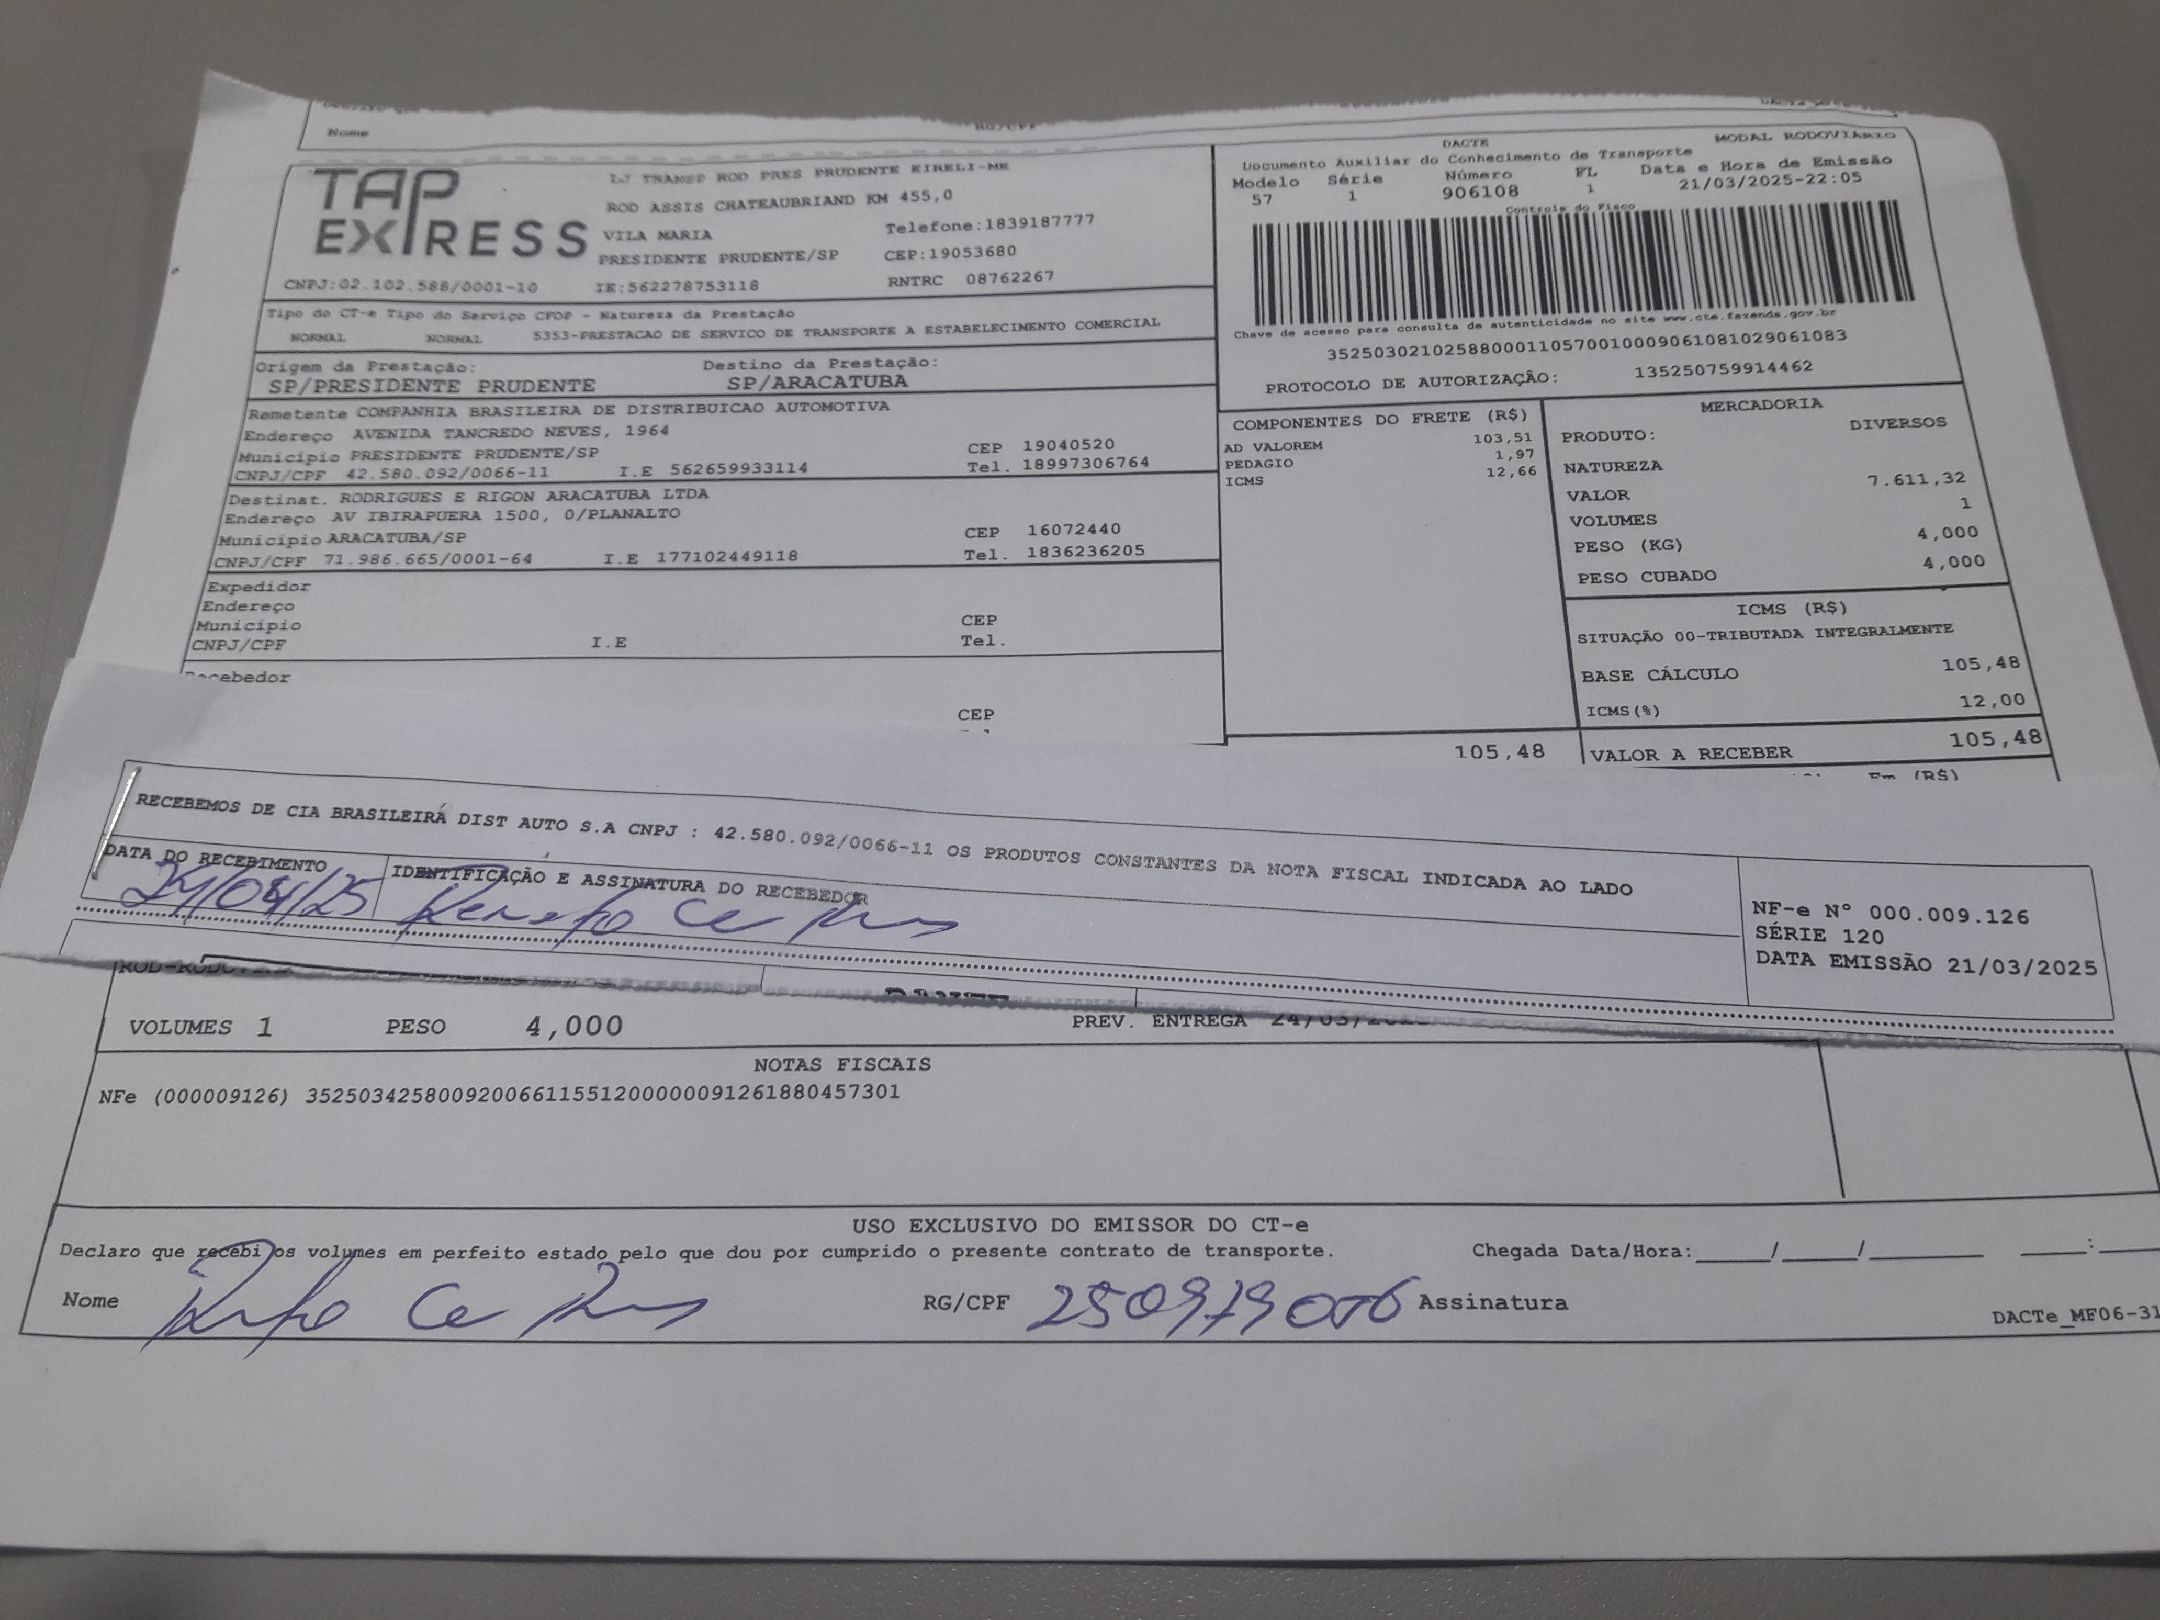 Nome
MODAL RODOVIÁRIO
TAP EXPRESS
LJ TRANSP ROD PRES PRUDENTE EIRELI-ME
ROD ASSIS CHATEAUBRIAND KM 455,0
VILA MARIA Telefone:1839187777
PRESIDENTE PRUDENTE/SP CEP:19053680
CNPJ:02.102.588/0001-10 IE:562278753118 RNTRC 08762267
DACTE
Documento Auxiliar do Conhecimento de Transporte
Modelo Série Número FL Data e Hora de Emissão
57 1 906108 1 21/03/2025-22:05
Controle do Fisco
Chave de acesso para consulta de autenticidade no site www.cte.fazenda.gov.br
35250302102588000110570010009061081029061083
PROTOCOLO DE AUTORIZAÇÃO: 135250759914462
Tipo do CT-e Tipo do Serviço CFOP - Natureza da Prestação
NORMAL NORMAL 5353-PRESTACAO DE SERVICO DE TRANSPORTE A ESTABELECIMENTO COMERCIAL
Origem da Prestação: Destino da Prestação:
SP/PRESIDENTE PRUDENTE SP/ARACATUBA
Remetente COMPANHIA BRASILEIRA DE DISTRIBUICAO AUTOMOTIVA
Endereço AVENIDA TANCREDO NEVES, 1964
Município PRESIDENTE PRUDENTE/SP CEP 19040520
CNPJ/CPF 42.580.092/0066-11 I.E 562659933114 Tel. 18997306764
Destinat. RODRIGUES E RIGON ARACATUBA LTDA
Endereço AV IBIRAPUERA 1500, 0/PLANALTO
Município ARACATUBA/SP CEP 16072440
CNPJ/CPF 71.986.665/0001-64 I.E 177102449118 Tel. 1836236205
Expedidor
Endereço
Município CEP
CNPJ/CPF I.E Tel.
Recebedor
CEP
COMPONENTES DO FRETE (R$)
AD VALOREM 103,51
PEDAGIO 1,97
ICMS 12,66
105,48
MERCADORIA
PRODUTO: DIVERSOS
NATUREZA
VALOR 7.611,32
VOLUMES 1
PESO (KG) 4,000
PESO CUBADO 4,000
ICMS (R$)
SITUAÇÃO 00-TRIBUTADA INTEGRALMENTE
BASE CÁLCULO 105,48
ICMS(%) 12,00
VALOR A RECEBER 105,48
Em (R$)
RECEBEMOS DE CIA BRASILEIRA DIST AUTO S.A CNPJ : 42.580.092/0066-11 OS PRODUTOS CONSTANTES DA NOTA FISCAL INDICADA AO LADO
DATA DO RECEBIMENTO IDENTIFICAÇÃO E ASSINATURA DO RECEBEDOR
NF-e Nº 000.009.126
SÉRIE 120
DATA EMISSÃO 21/03/2025
VOLUMES 1 PESO 4,000 PREV. ENTREGA
NOTAS FISCAIS
NFe (000009126) 35250342580092006611551200000091261880457301
USO EXCLUSIVO DO EMISSOR DO CT-e
Declaro que recebi os volumes em perfeito estado pelo que dou por cumprido o presente contrato de transporte. Chegada Data/Hora:____/____/______ ____:____
Nome RG/CPF Assinatura
DACTe_MF06-31